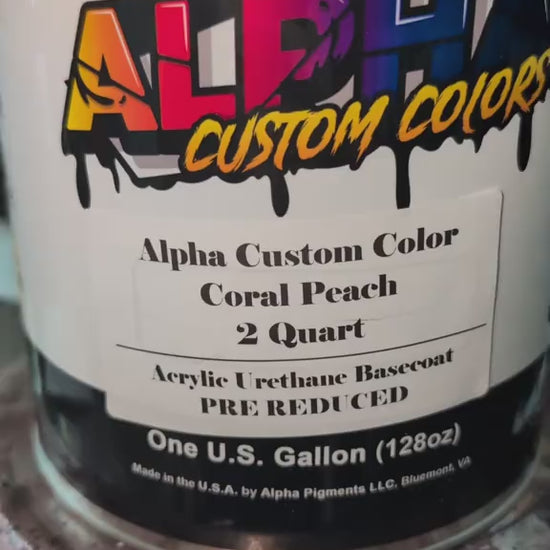 ALPHA
CUSTOM COLORS
Alpha Custom Color
Coral Peach
2 Quart
Acrylic Urethane Basecoat
PRE REDUCED
One U.S. Gallon (128oz)
Made in the U.S.A. by Alpha Pigments LLC, Bluemont, VA